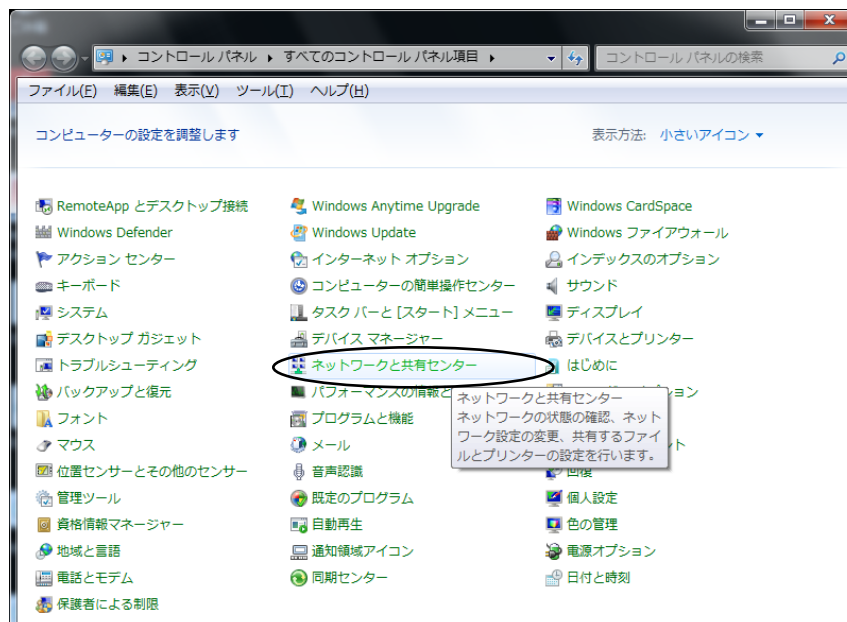 コントロール パネル ▸ すべてのコントロール パネル項目 ▸
コントロール パネルの検索
ファイル(F) 編集(E) 表示(V) ツール(T) ヘルプ(H)
コンピューターの設定を調整します
表示方法: 小さいアイコン
RemoteApp とデスクトップ接続 Windows Anytime Upgrade Windows CardSpace
Windows Defender Windows Update Windows ファイアウォール
アクション センター インターネット オプション インデックスのオプション
キーボード コンピューターの簡単操作センター サウンド
システム タスク バーと [スタート] メニュー ディスプレイ
デスクトップ ガジェット デバイス マネージャー デバイスとプリンター
トラブルシューティング ネットワークと共有センター はじめに
バックアップと復元 パフォーマンスの情報と ション
フォント プログラムと機能
マウス メール ト
位置センサーとその他のセンサー 音声認識 回復
管理ツール 既定のプログラム 個人設定
資格情報マネージャー 自動再生 色の管理
地域と言語 通知領域アイコン 電源オプション
電話とモデム 同期センター 日付と時刻
保護者による制限
ネットワークと共有センター
ネットワークの状態の確認、ネット
ワーク設定の変更、共有するファイ
ルとプリンターの設定を行います。